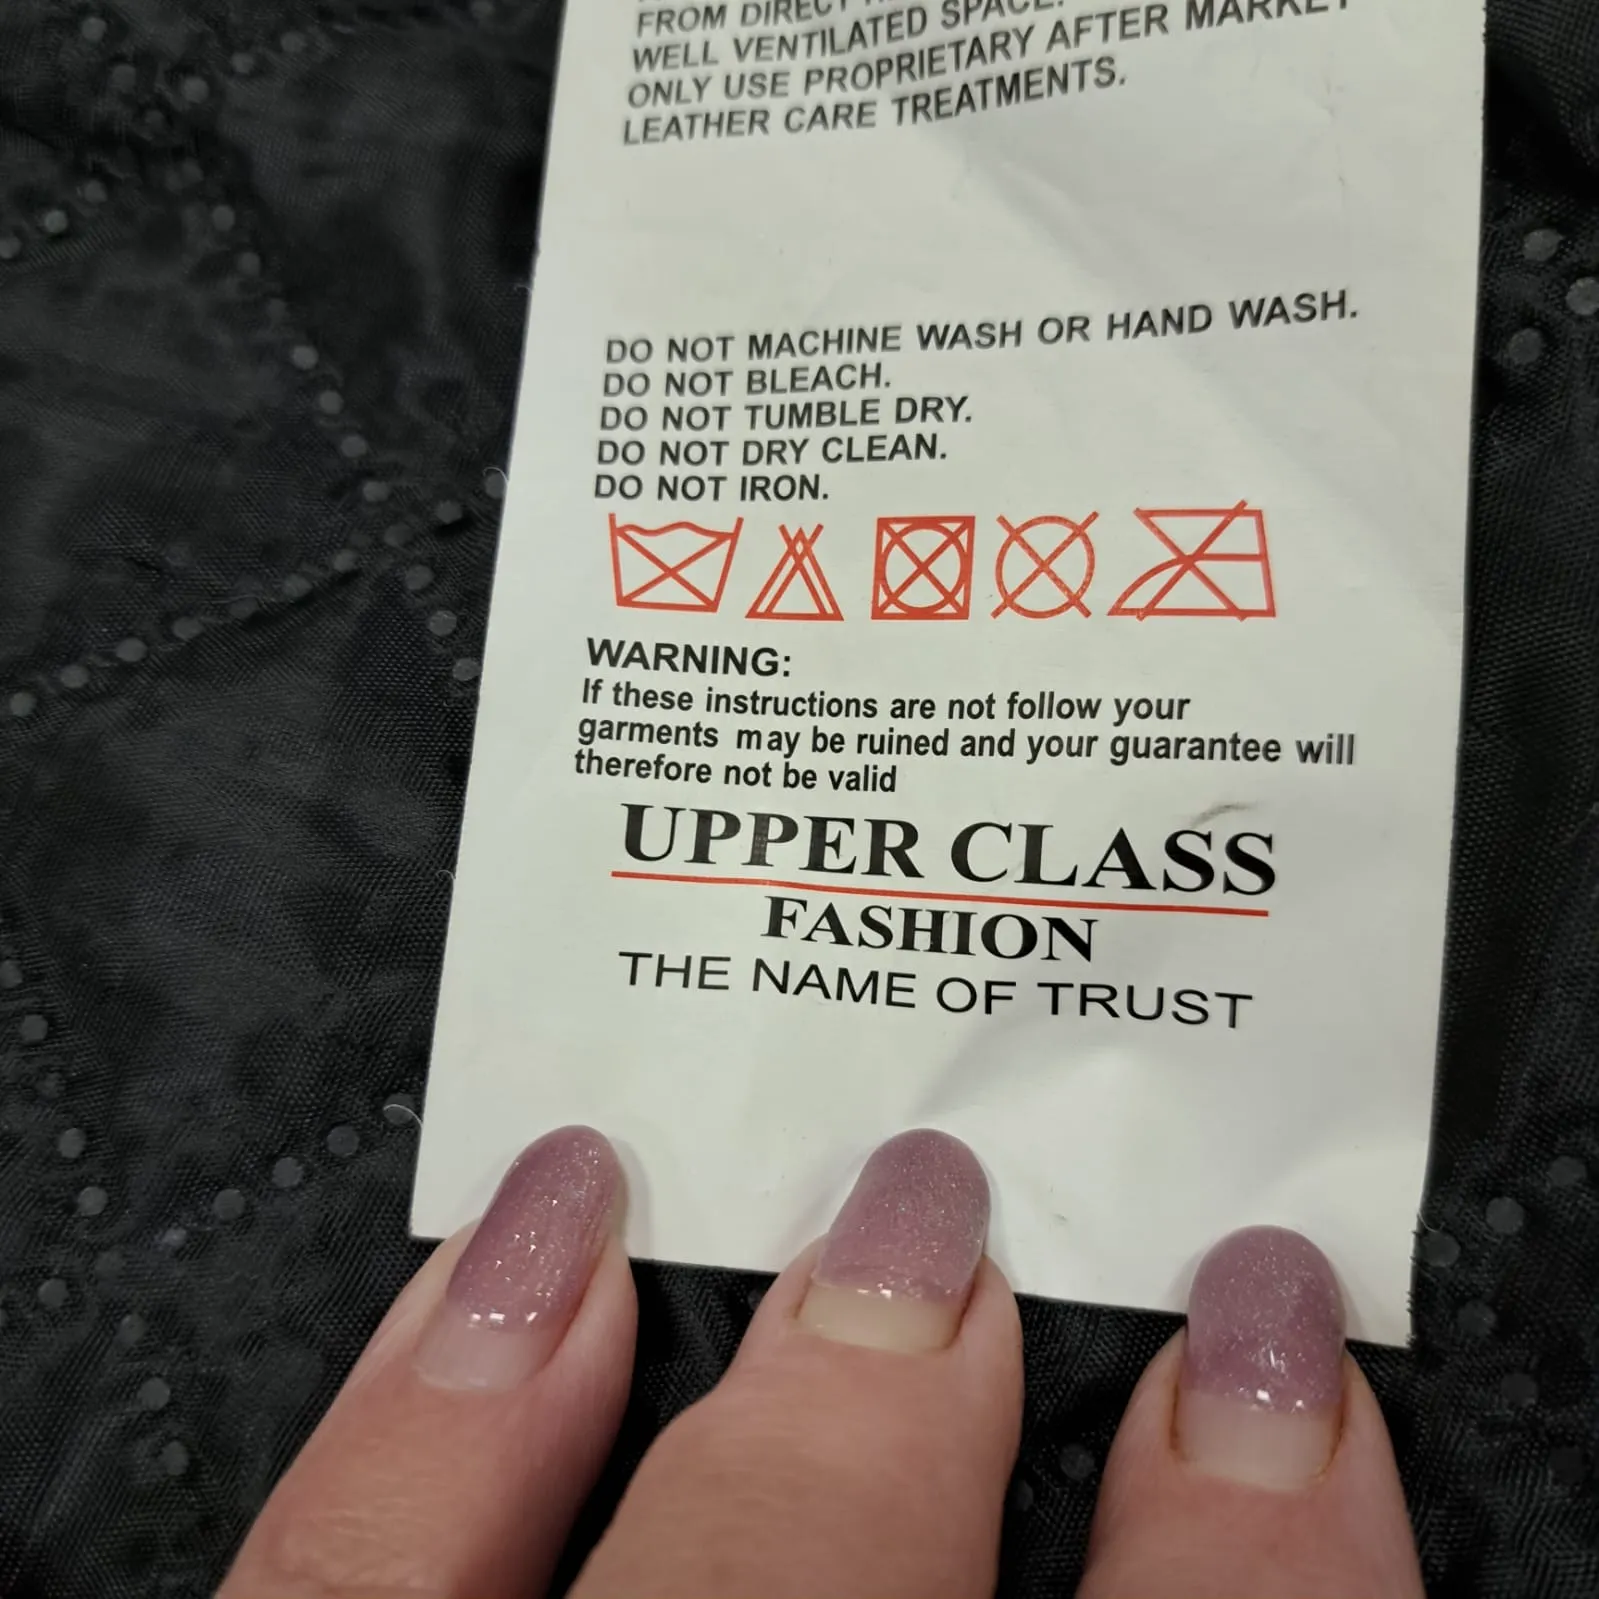 FROM DIRECT
WELL VENTILATED SPACE.
ONLY USE PROPRIETARY AFTER MARKET
LEATHER CARE TREATMENTS.
DO NOT MACHINE WASH OR HAND WASH.
DO NOT BLEACH.
DO NOT TUMBLE DRY.
DO NOT DRY CLEAN.
DO NOT IRON.
WARNING:
If these instructions are not follow your
garments may be ruined and your guarantee will
therefore not be valid
UPPER CLASS
FASHION
THE NAME OF TRUST